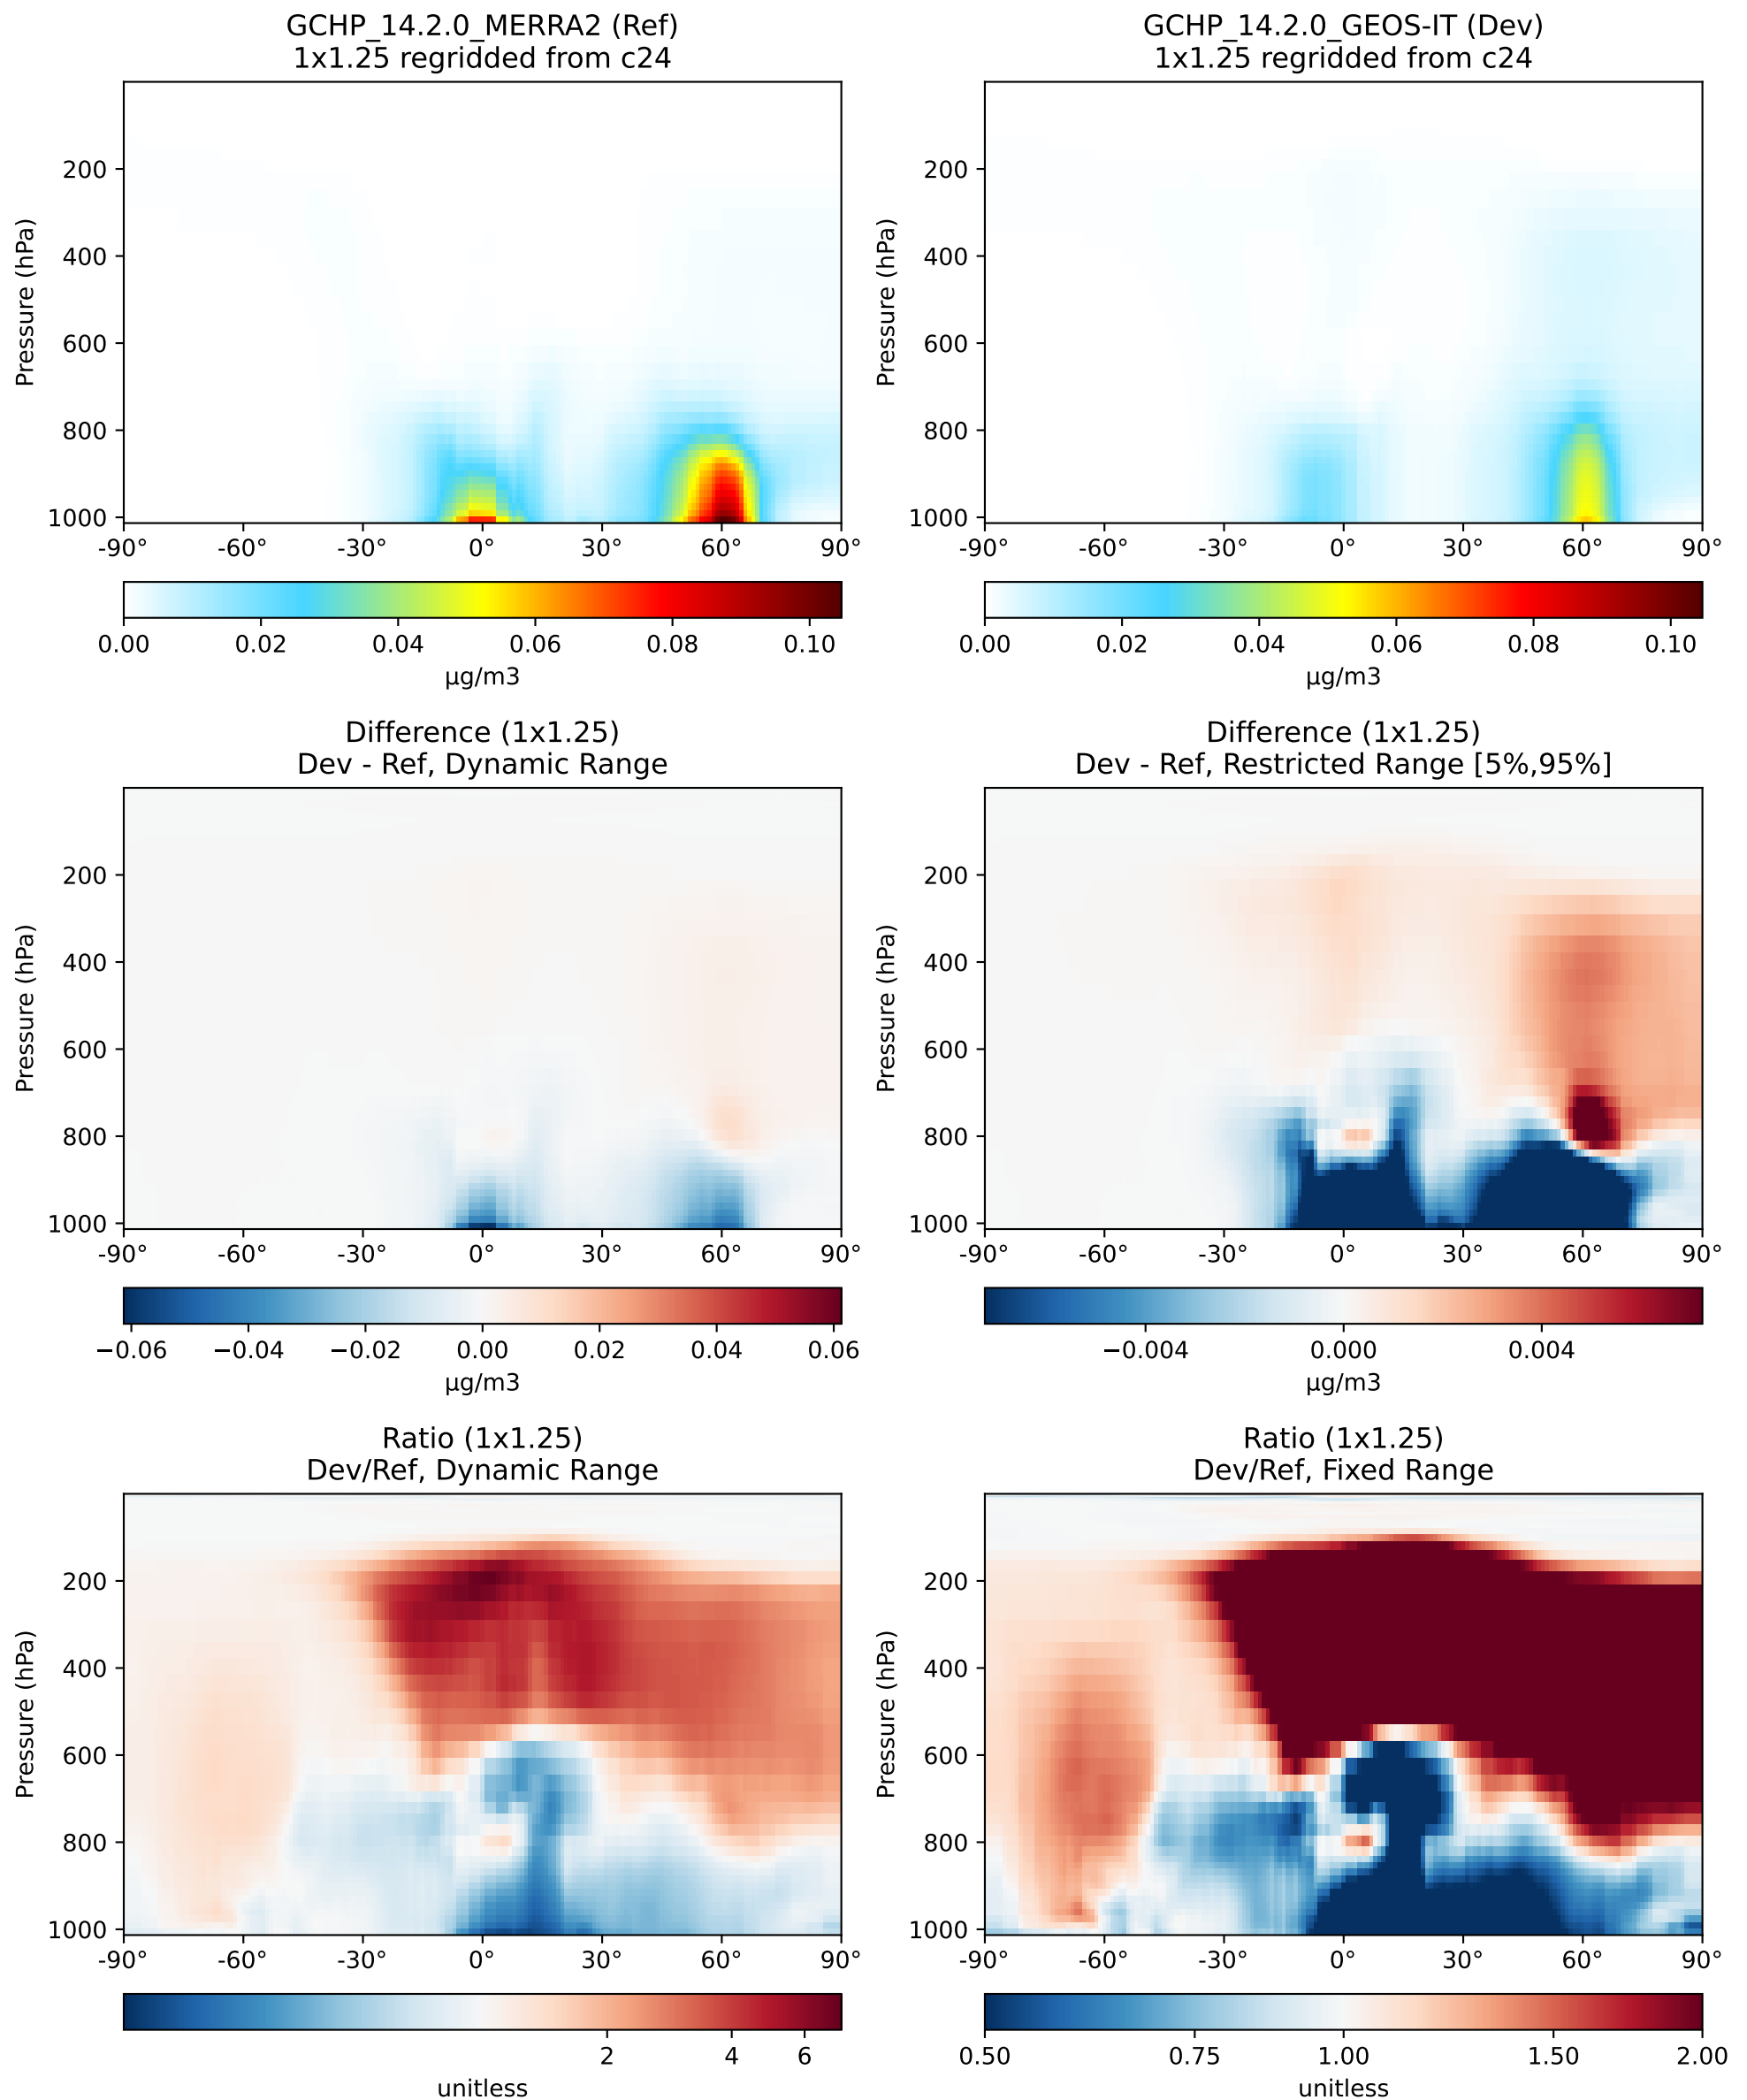 GCHP_14.2.0_MERRA2 (Ref)
1x1.25 regridded from c24
Pressure (hPa)
200
400
600
800
1000
-90° -60° -30° 0° 30° 60° 90°
0.00 0.02 0.04 0.06 0.08 0.10
µg/m3
GCHP_14.2.0_GEOS-IT (Dev)
1x1.25 regridded from c24
Pressure (hPa)
200
400
600
800
1000
-90° -60° -30° 0° 30° 60° 90°
0.00 0.02 0.04 0.06 0.08 0.10
µg/m3
Difference (1x1.25)
Dev - Ref, Dynamic Range
Pressure (hPa)
200
400
600
800
1000
-90° -60° -30° 0° 30° 60° 90°
−0.06 −0.04 −0.02 0.00 0.02 0.04 0.06
µg/m3
Difference (1x1.25)
Dev - Ref, Restricted Range [5%,95%]
Pressure (hPa)
200
400
600
800
1000
-90° -60° -30° 0° 30° 60° 90°
−0.004 0.000 0.004
µg/m3
Ratio (1x1.25)
Dev/Ref, Dynamic Range
Pressure (hPa)
200
400
600
800
1000
-90° -60° -30° 0° 30° 60° 90°
2 4 6
unitless
Ratio (1x1.25)
Dev/Ref, Fixed Range
Pressure (hPa)
200
400
600
800
1000
-90° -60° -30° 0° 30° 60° 90°
0.50 0.75 1.00 1.50 2.00
unitless